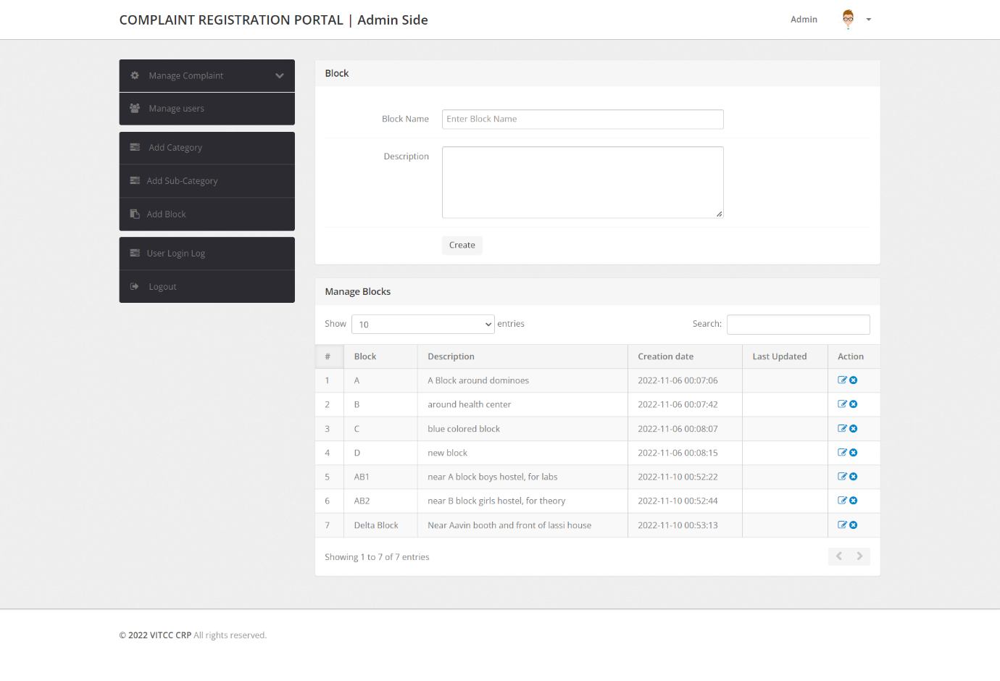 COMPLAINT REGISTRATION PORTAL | Admin Side
Admin
Manage Complaint
Manage users
Add Category
Add Sub-Category
Add Block
User Login Log
Logout
Block
Block Name
Enter Block Name
Description
Create
Manage Blocks
Show 10 entries
Search:
# Block Description Creation date Last Updated Action
1 A A Block around dominoes 2022-11-06 00:07:06
2 B around health center 2022-11-06 00:07:42
3 C blue colored block 2022-11-06 00:08:07
4 D new block 2022-11-06 00:08:15
5 AB1 near A block boys hostel, for labs 2022-11-10 00:52:22
6 AB2 near B block girls hostel, for theory 2022-11-10 00:52:44
7 Delta Block Near Aavin booth and front of lassi house 2022-11-10 00:53:13
Showing 1 to 7 of 7 entries
© 2022 VITCC CRP All rights reserved.